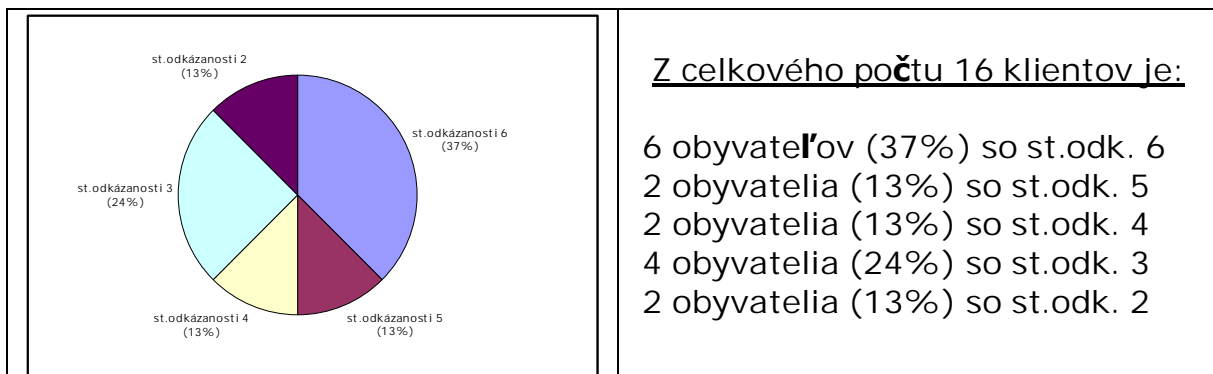 st.odkázanosti 2
(13%)
st.odkázanosti 6
(37%)
st.odkázanosti 3
(24%)
st.odkázanosti 4
(13%)
st.odkázanosti 5
(13%)
Z celkového počtu 16 klientov je:
6 obyvateľov (37%) so st.odk. 6
2 obyvatelia (13%) so st.odk. 5
2 obyvatelia (13%) so st.odk. 4
4 obyvatelia (24%) so st.odk. 3
2 obyvatelia (13%) so st.odk. 2